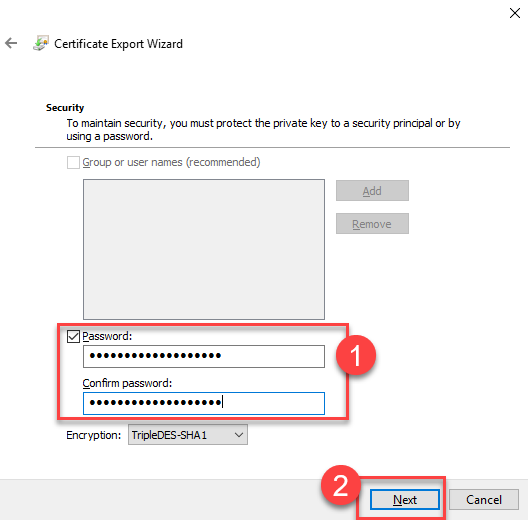 Certificate Export Wizard
Security
To maintain security, you must protect the private key to a security principal or by
using a password.
Group or user names (recommended)
Add
Remove
Password:
●●●●●●●●●●●●●●●●●●●
1
Confirm password:
●●●●●●●●●●●●●●●●●●●
Encryption: TripleDES-SHA1
2
Next
Cancel